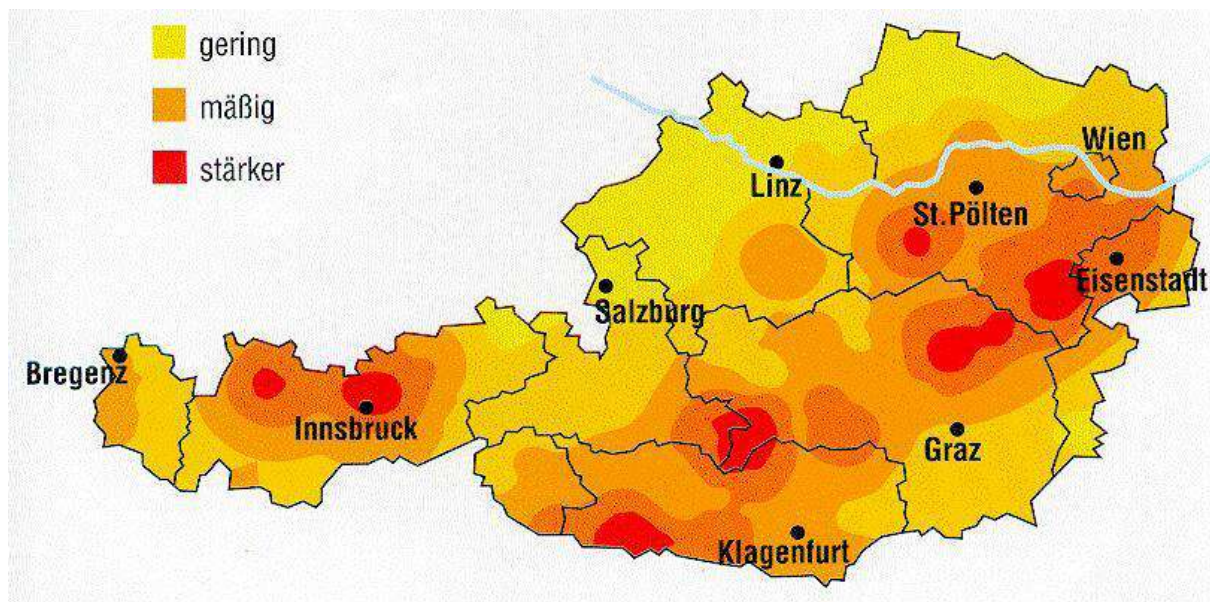 gering
mäßig
stärker
Wien
Linz
St.Pölten
Eisenstadt
Salzburg
Bregenz
Innsbruck
Graz
Klagenfurt